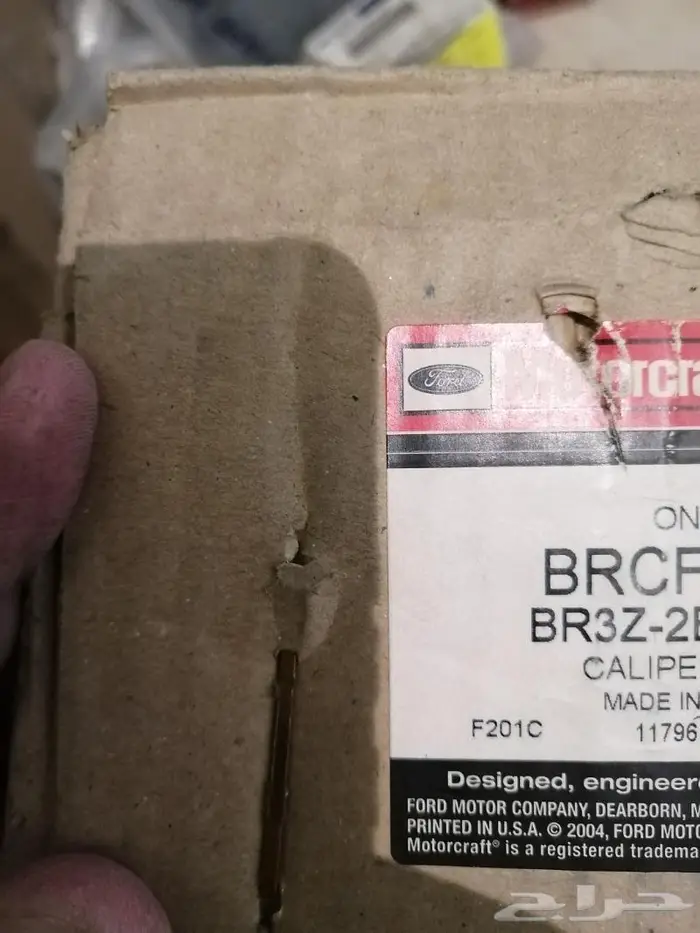 Ford
Motorcra
ON
BRCF
BR3Z-2
CALIPE
MADE IN
F201C 11796
Designed, engineere
FORD MOTOR COMPANY, DEARBORN, M
PRINTED IN U.S.A. © 2004, FORD MOTO
Motorcraft® is a registered tradema
حراج